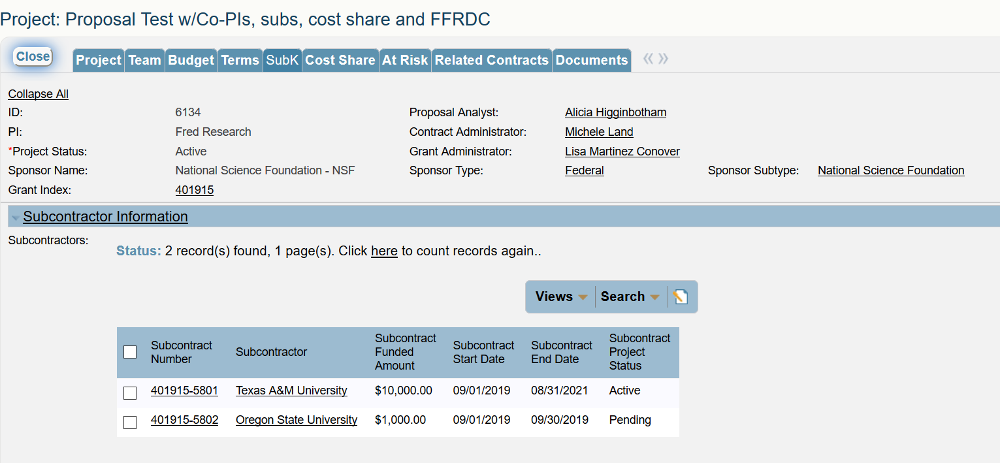 Project: Proposal Test w/Co-PIs, subs, cost share and FFRDC
Close Project Team Budget Terms SubK Cost Share At Risk Related Contracts Documents « »
Collapse All
ID: 6134 Proposal Analyst: Alicia Higginbotham
PI: Fred Research Contract Administrator: Michele Land
*Project Status: Active Grant Administrator: Lisa Martinez Conover
Sponsor Name: National Science Foundation - NSF Sponsor Type: Federal Sponsor Subtype: National Science Foundation
Grant Index: 401915
Subcontractor Information
Subcontractors:
Status: 2 record(s) found, 1 page(s). Click here to count records again..
Views Search
Subcontract Number Subcontractor Subcontract Funded Amount Subcontract Start Date Subcontract End Date Subcontract Project Status
401915-5801 Texas A&M University $10,000.00 09/01/2019 08/31/2021 Active
401915-5802 Oregon State University $1,000.00 09/01/2019 09/30/2019 Pending